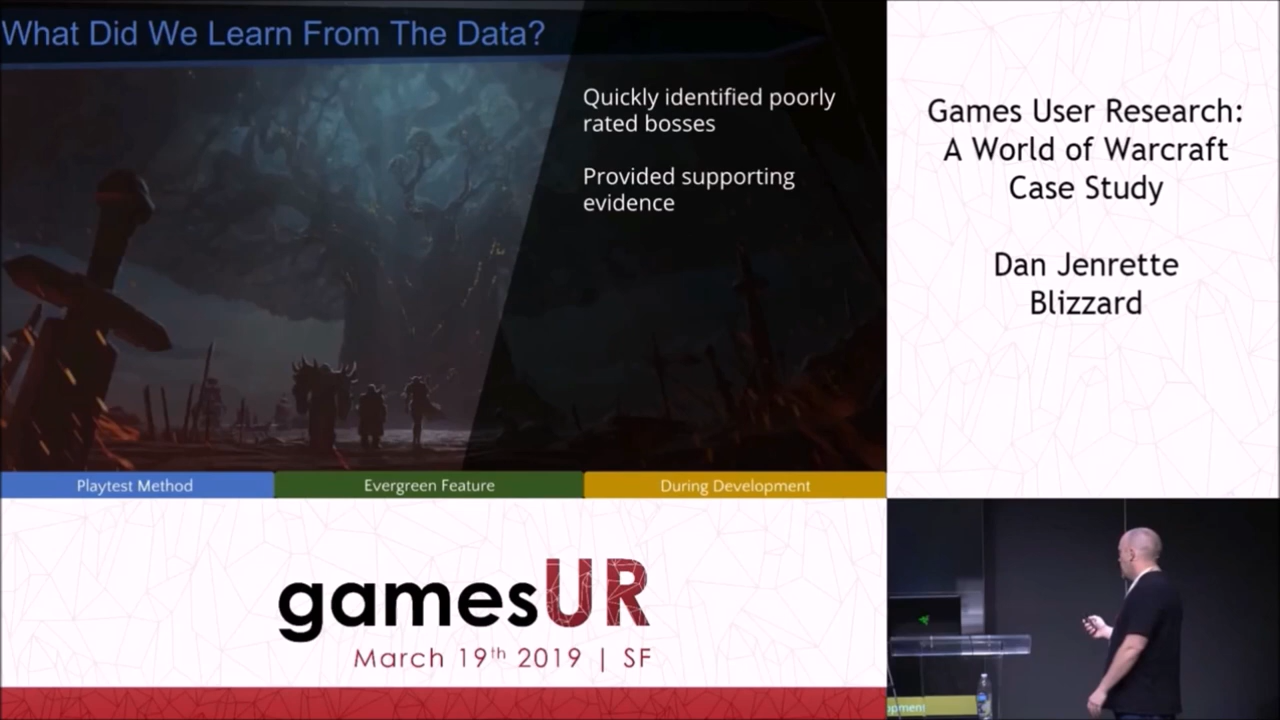 What Did We Learn From The Data?
Quickly identified poorly
rated bosses
Provided supporting
evidence
Playtest Method
Evergreen Feature
During Development
Games User Research:
A World of Warcraft
Case Study
Dan Jenrette
Blizzard
gamesUR
March 19th 2019 | SF
opment